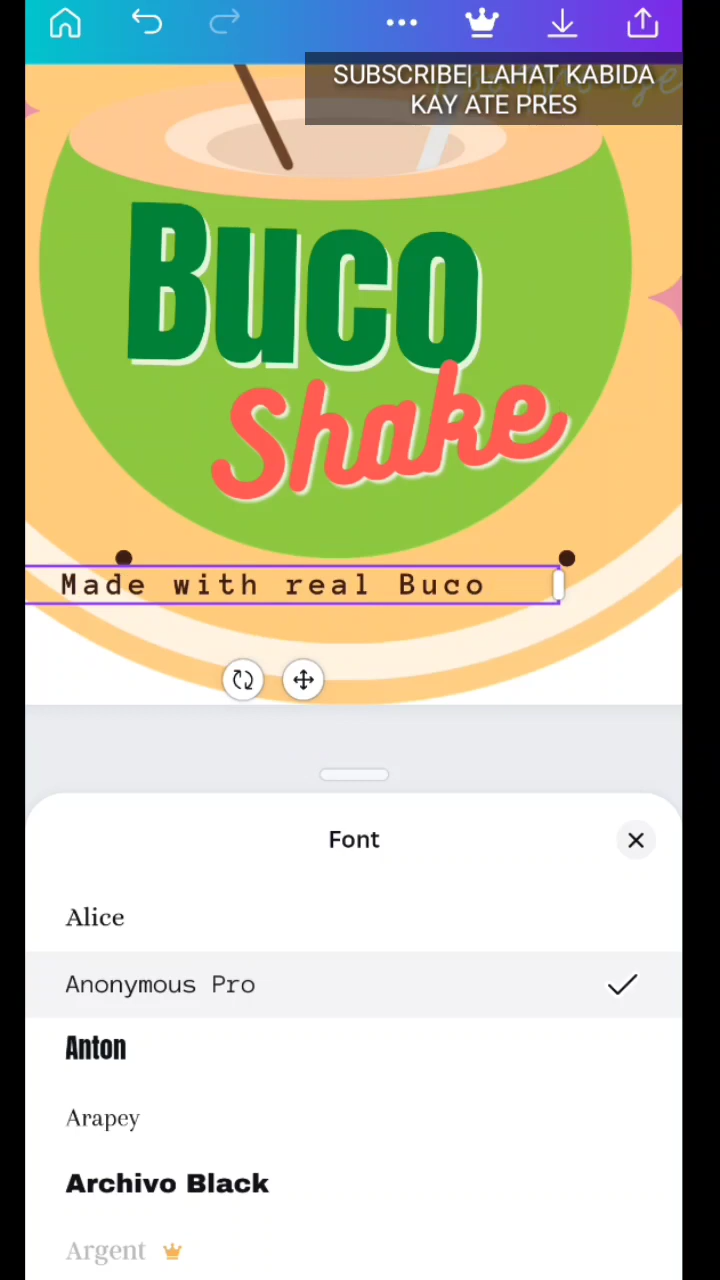 SUBSCRIBE| LAHAT KABIDA
KAY ATE PRES
Buco
Shake
Made with real Buco
Font
Alice
Anonymous Pro
Anton
Arapey
Archivo Black
Argent